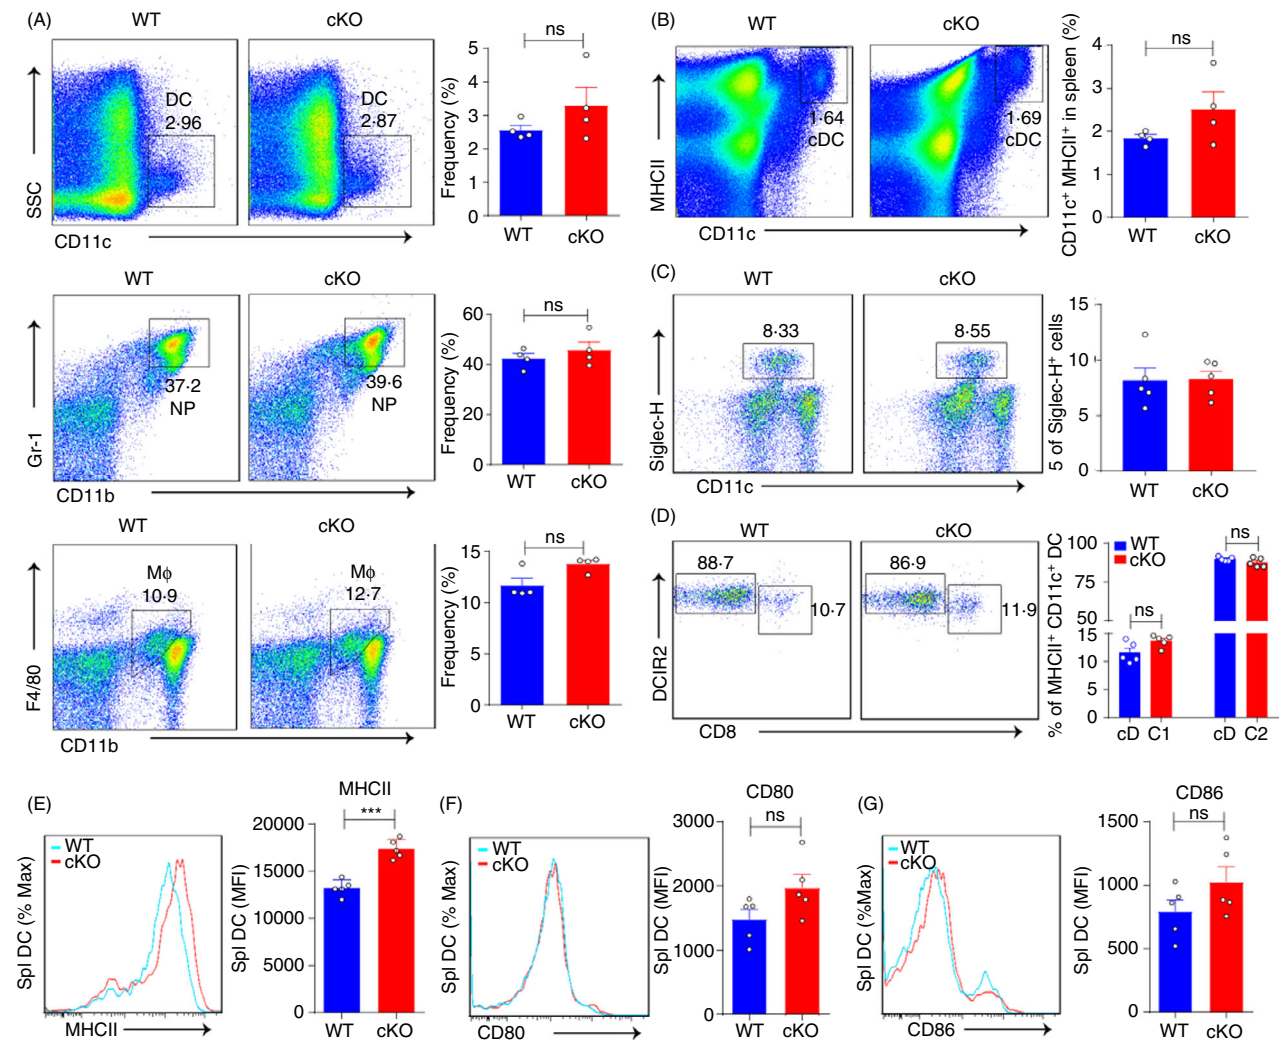 (A)
WT
cKO
SSC
DC
2·96
DC
2·87
CD11c
Frequency (%)
5
4
3
2
1
0
ns
WT
cKO
WT
cKO
Gr-1
37·2
NP
39·6
NP
CD11b
Frequency (%)
60
40
20
0
ns
WT
cKO
WT
cKO
F4/80
Mϕ
10·9
Mϕ
12·7
CD11b
Frequency (%)
15
10
5
0
ns
WT
cKO
(B)
WT
cKO
MHCII
1·64
cDC
1·69
cDC
CD11c
CD11c⁺ MHCII⁺ in spleen (%)
4
3
2
1
0
ns
WT
cKO
(C)
WT
cKO
Siglec-H
8·33
8·55
CD11c
5 of Siglec-H⁺ cells
15
10
5
0
WT
cKO
(D)
WT
cKO
DCIR2
88·7
10·7
86·9
11·9
CD8
% of MHCII⁺ CD11c⁺ DC
100
75
50
15
10
5
0
WT
cKO
ns
ns
cD C1
cD C2
(E)
WT
cKO
Spl DC (% Max)
MHCII
MHCII
Spl DC (MFI)
20000
15000
10000
5000
0
***
WT
cKO
(F)
WT
cKO
Spl DC (% Max)
CD80
CD80
Spl DC (MFI)
3000
2000
1000
0
ns
WT
cKO
(G)
WT
cKO
Spl DC (%Max)
CD86
CD86
Spl DC (MFI)
1500
1000
500
0
ns
WT
cKO